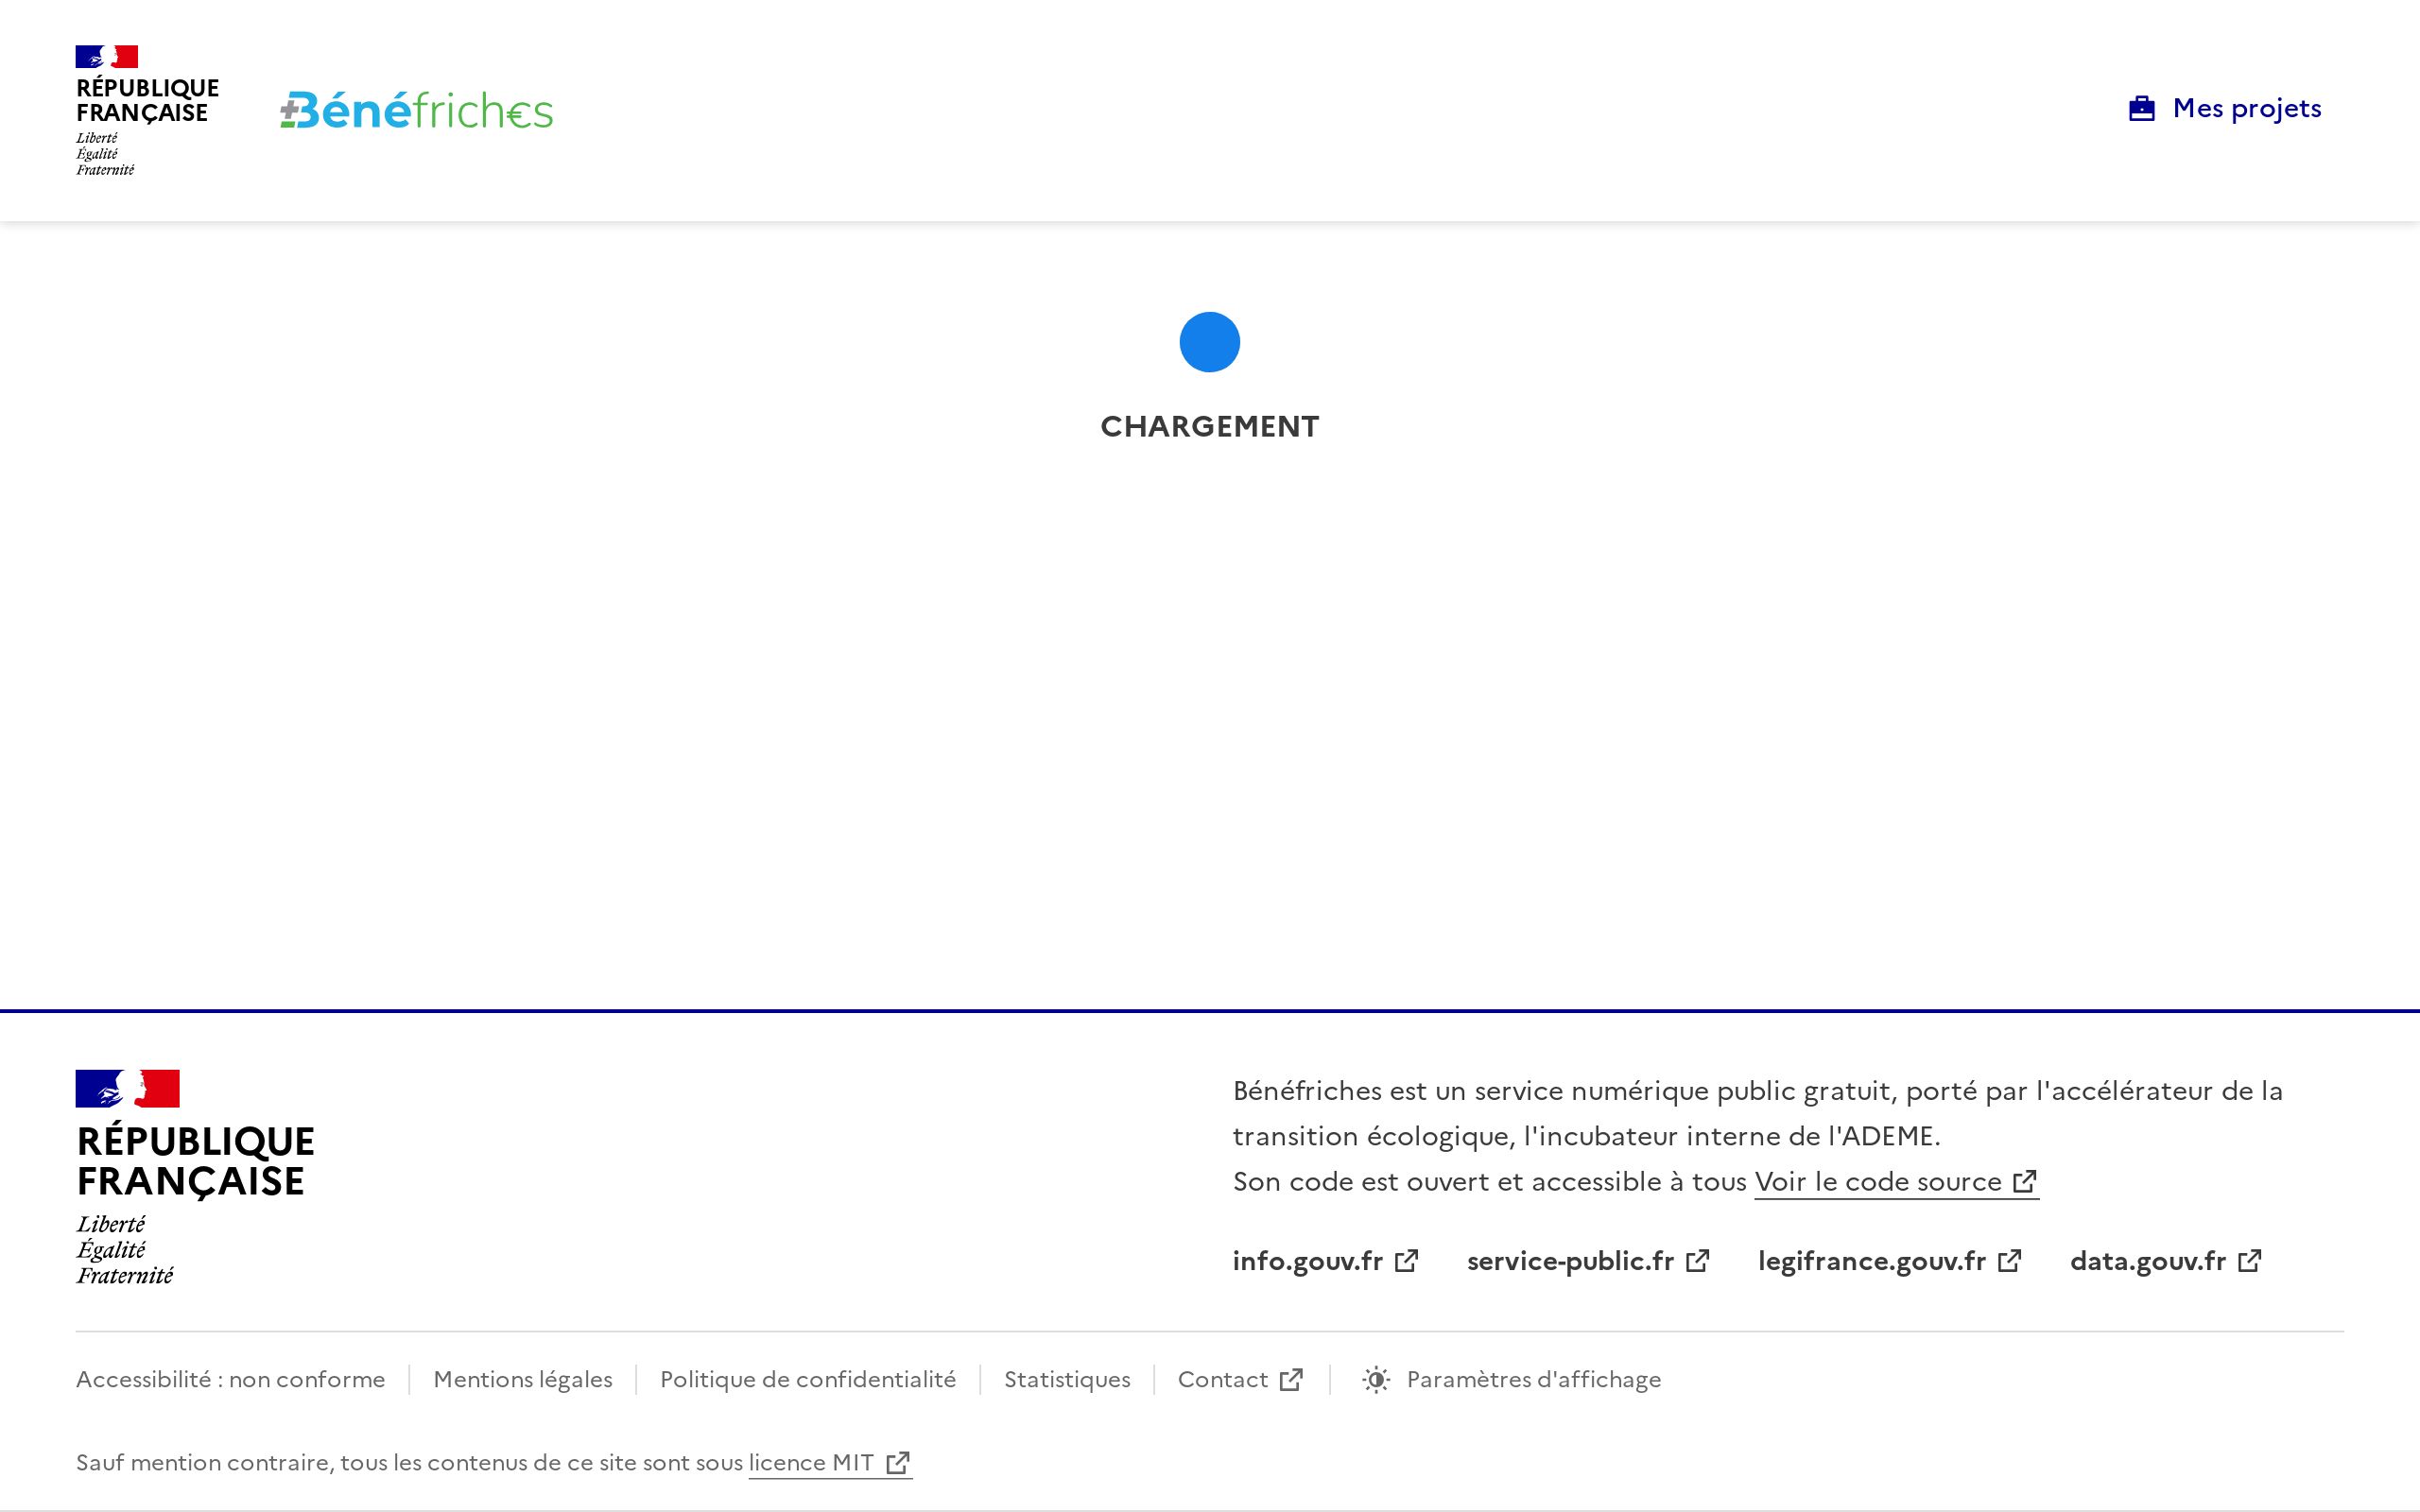 RÉPUBLIQUE
FRANÇAISE
Liberté
Égalité
Fraternité
Bénéfrich€s
Mes projets
CHARGEMENT
RÉPUBLIQUE
FRANÇAISE
Liberté
Égalité
Fraternité
Bénéfriches est un service numérique public gratuit, porté par l'accélérateur de la
transition écologique, l'incubateur interne de l'ADEME.
Son code est ouvert et accessible à tous Voir le code source
info.gouv.fr service-public.fr legifrance.gouv.fr data.gouv.fr
Accessibilité : non conforme Mentions légales Politique de confidentialité Statistiques Contact Paramètres d'affichage
Sauf mention contraire, tous les contenus de ce site sont sous licence MIT